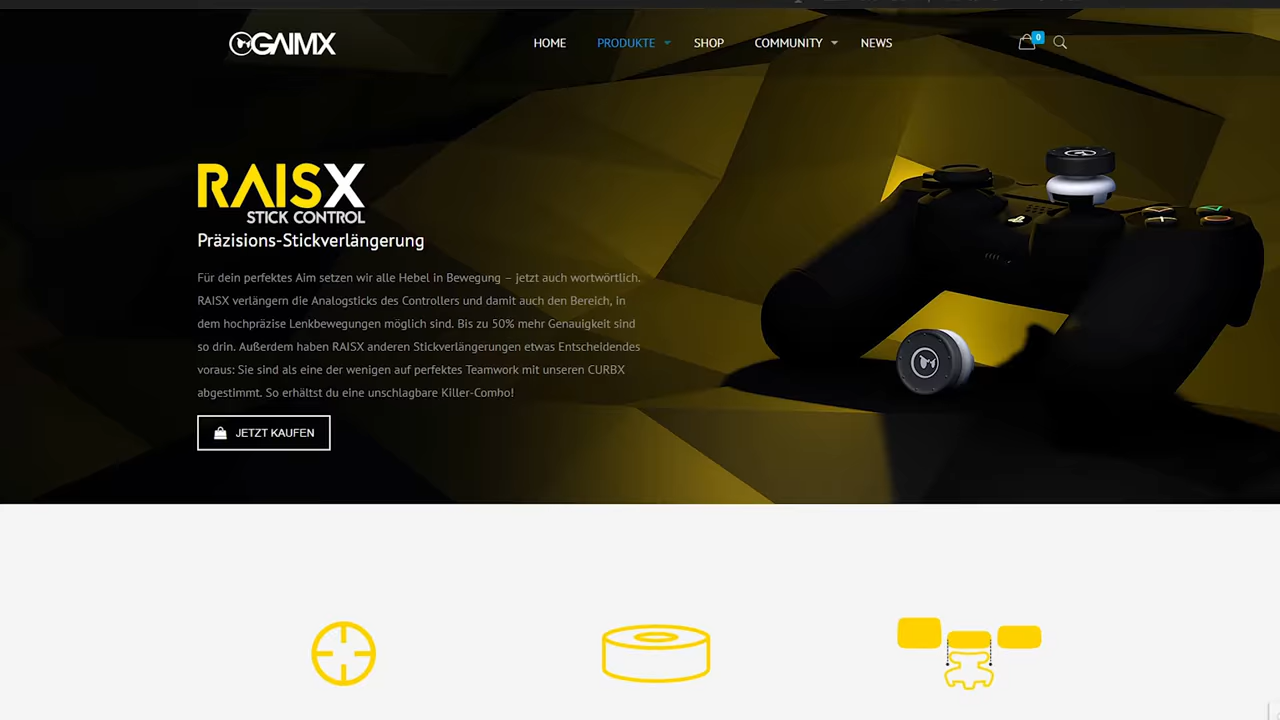 GAIMX
HOME PRODUKTE SHOP COMMUNITY NEWS 0
RAISX
STICK CONTROL
Präzisions-Stickverlängerung
Für dein perfektes Aim setzen wir alle Hebel in Bewegung – jetzt auch wortwörtlich.
RAISX verlängern die Analogsticks des Controllers und damit auch den Bereich, in
dem hochpräzise Lenkbewegungen möglich sind. Bis zu 50% mehr Genauigkeit sind
so drin. Außerdem haben RAISX anderen Stickverlängerungen etwas Entscheidendes
voraus: Sie sind als eine der wenigen auf perfektes Teamwork mit unseren CURBX
abgestimmt. So erhältst du eine unschlagbare Killer-Combo!
JETZT KAUFEN